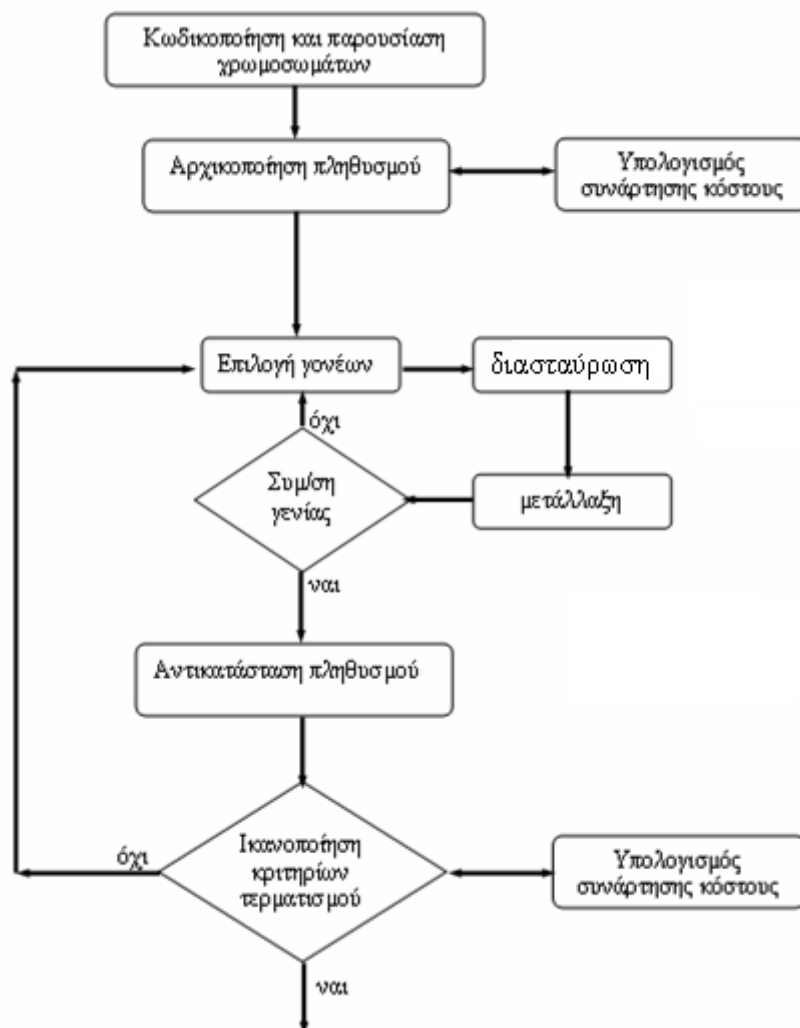 Κωδικοποίηση και παρουσίαση
χρωμοσωμάτων
Αρχικοποίηση πληθυσμού
Υπολογισμός
συνάρτησης κόστους
Επιλογή γονέων
διασταύρωση
όχι
Συμ/ση
γενίας
μετάλλαξη
ναι
Αντικατάσταση πληθυσμού
Ικανοποίηση
κριτηρίων
τερματισμού
όχι
Υπολογισμός
συνάρτησης κόστους
ναι